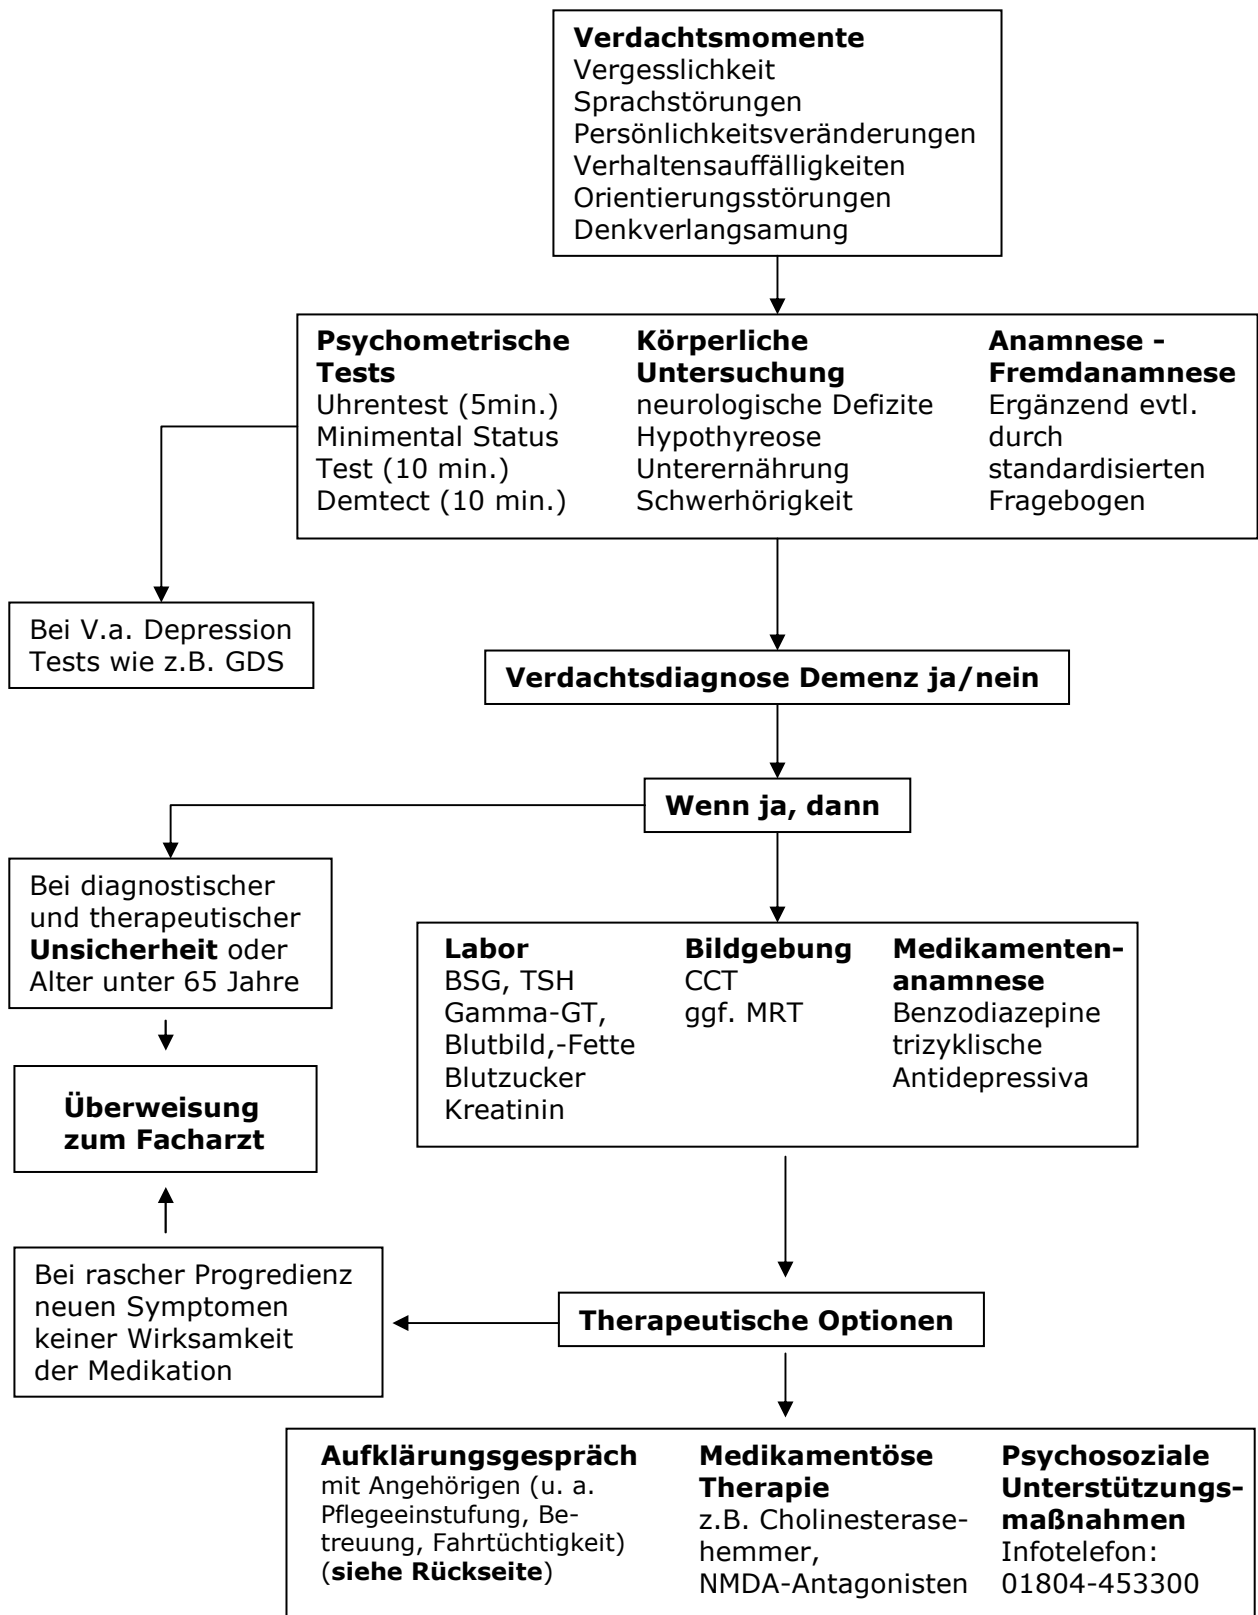 Verdachtsmomente
Vergesslichkeit
Sprachstörungen
Persönlichkeitsveränderungen
Verhaltensauffälligkeiten
Orientierungsstörungen
Denkverlangsamung
Psychometrische
Tests
Uhrentest (5min.)
Minimental Status
Test (10 min.)
Demtect (10 min.)
Körperliche
Untersuchung
neurologische Defizite
Hypothyreose
Unterernährung
Schwerhörigkeit
Anamnese -
Fremdanamnese
Ergänzend evtl.
durch
standardisierten
Fragebogen
Bei V.a. Depression
Tests wie z.B. GDS
Verdachtsdiagnose Demenz ja/nein
Wenn ja, dann
Bei diagnostischer
und therapeutischer
Unsicherheit oder
Alter unter 65 Jahre
Labor
BSG, TSH
Gamma-GT,
Blutbild,-Fette
Blutzucker
Kreatinin
Bildgebung
CCT
ggf. MRT
Medikamenten-
anamnese
Benzodiazepine
trizyklische
Antidepressiva
Überweisung
zum Facharzt
Bei rascher Progredienz
neuen Symptomen
keiner Wirksamkeit
der Medikation
Therapeutische Optionen
Aufklärungsgespräch
mit Angehörigen (u. a.
Pflegeeinstufung, Be-
treuung, Fahrtüchtigkeit)
(siehe Rückseite)
Medikamentöse
Therapie
z.B. Cholinesterase-
hemmer,
NMDA-Antagonisten
Psychosoziale
Unterstützungs-
maßnahmen
Infotelefon:
01804-453300